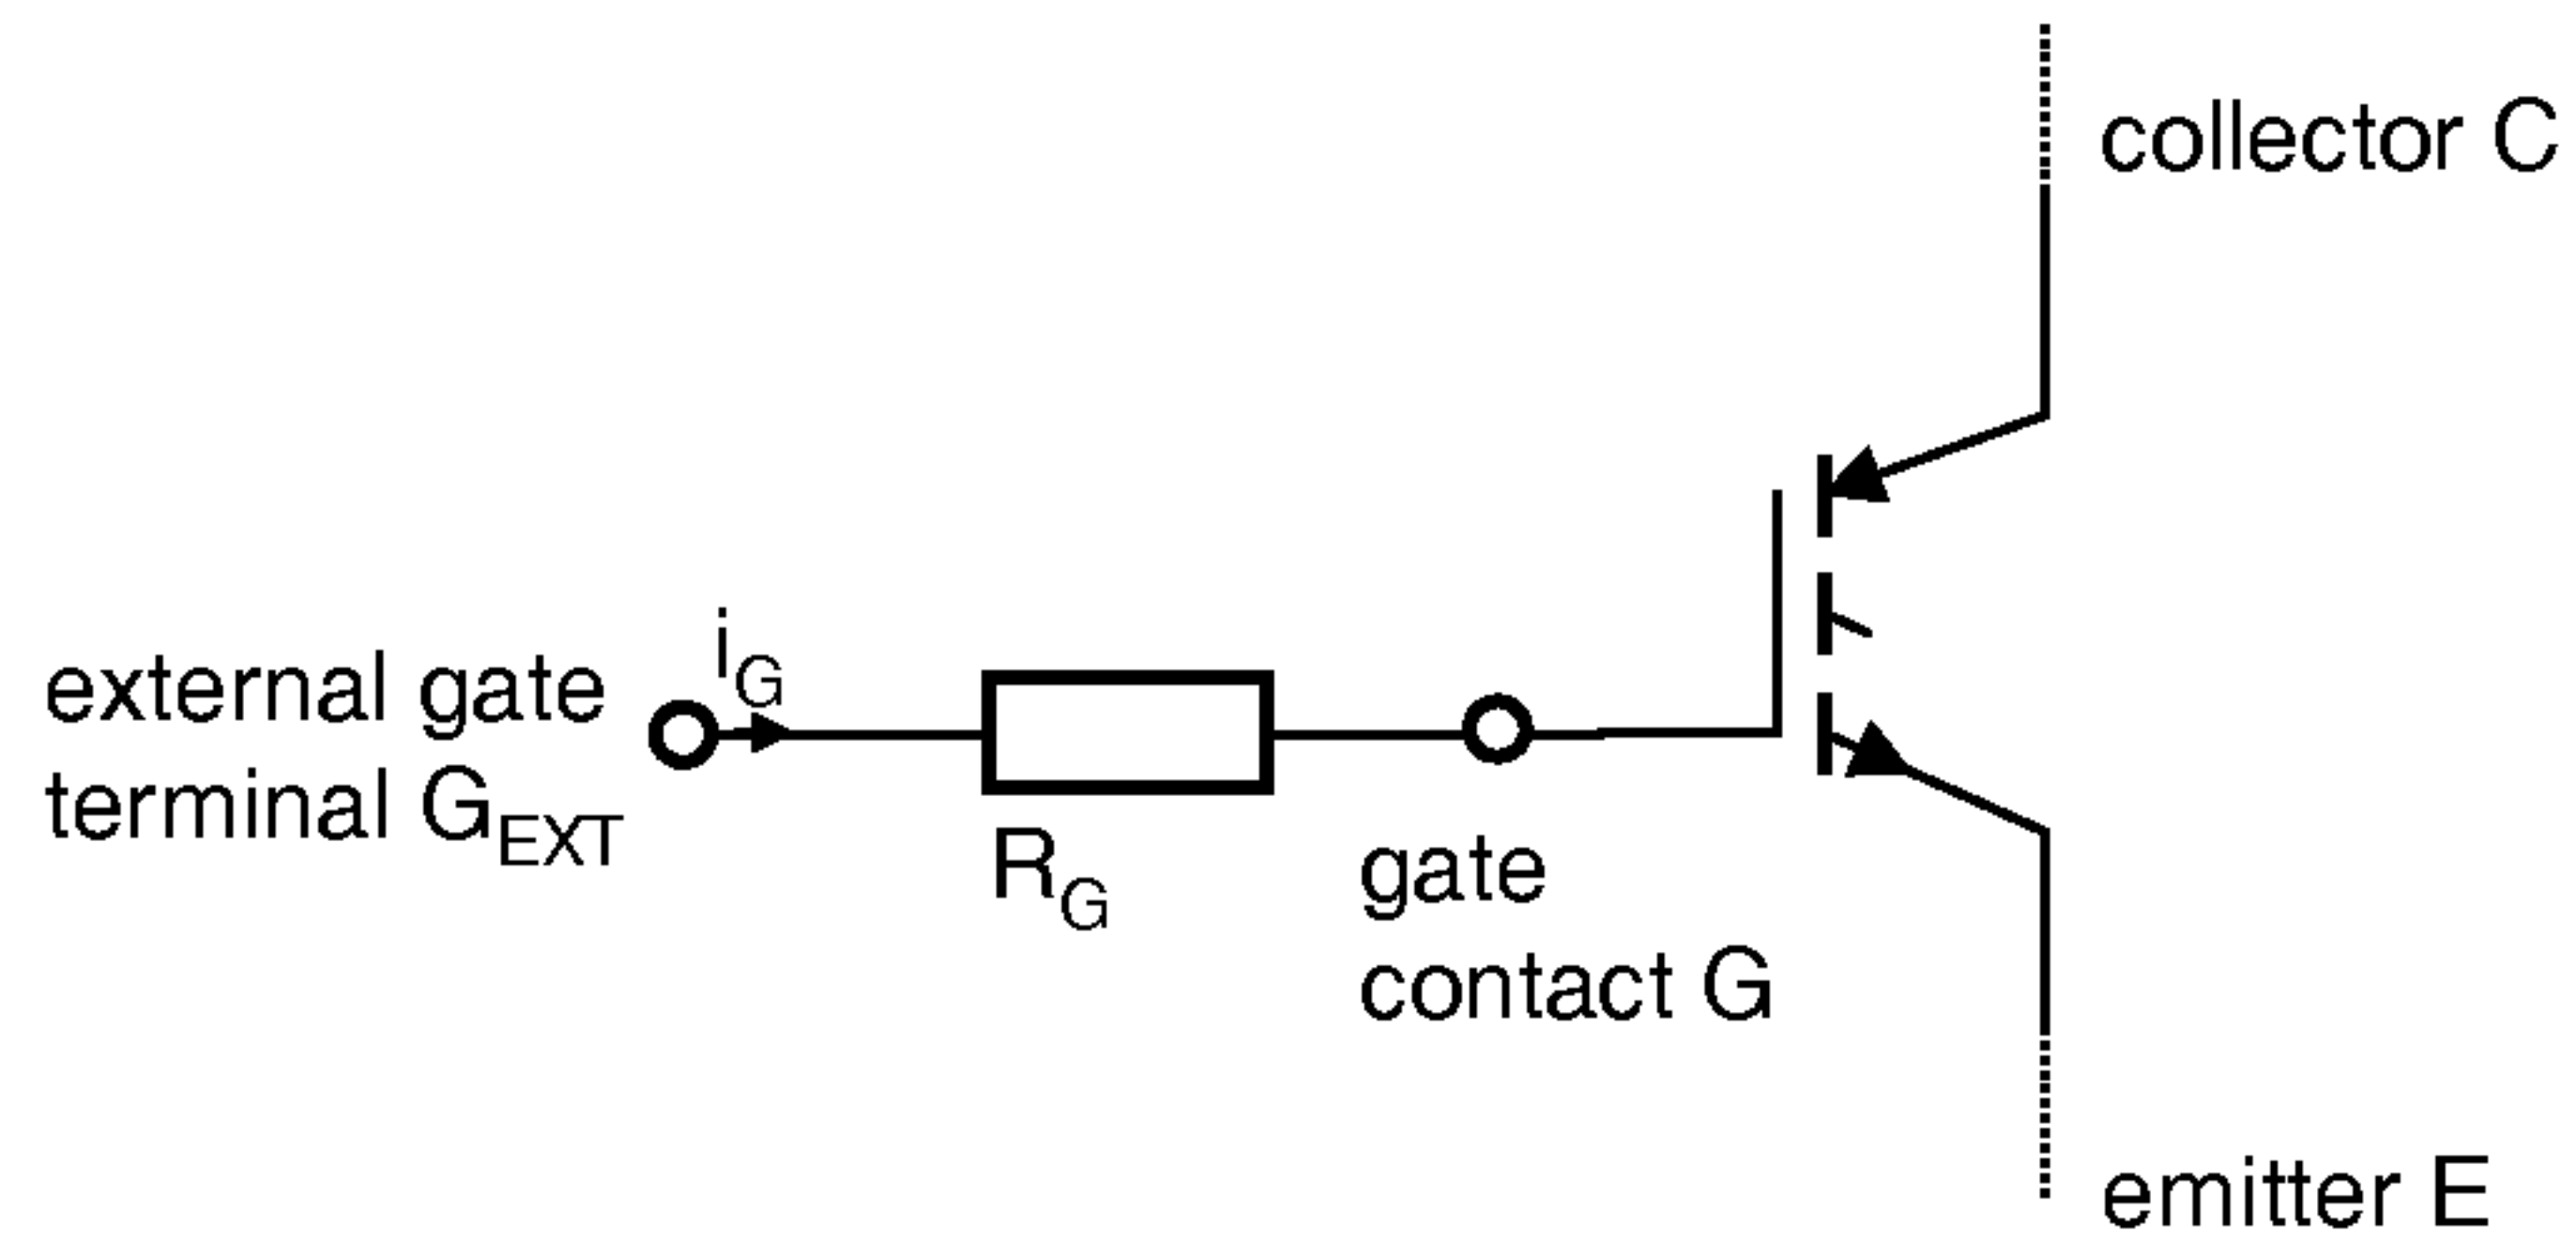 collector C
i_G
external gate
terminal G_EXT
R_G
gate
contact G
emitter E